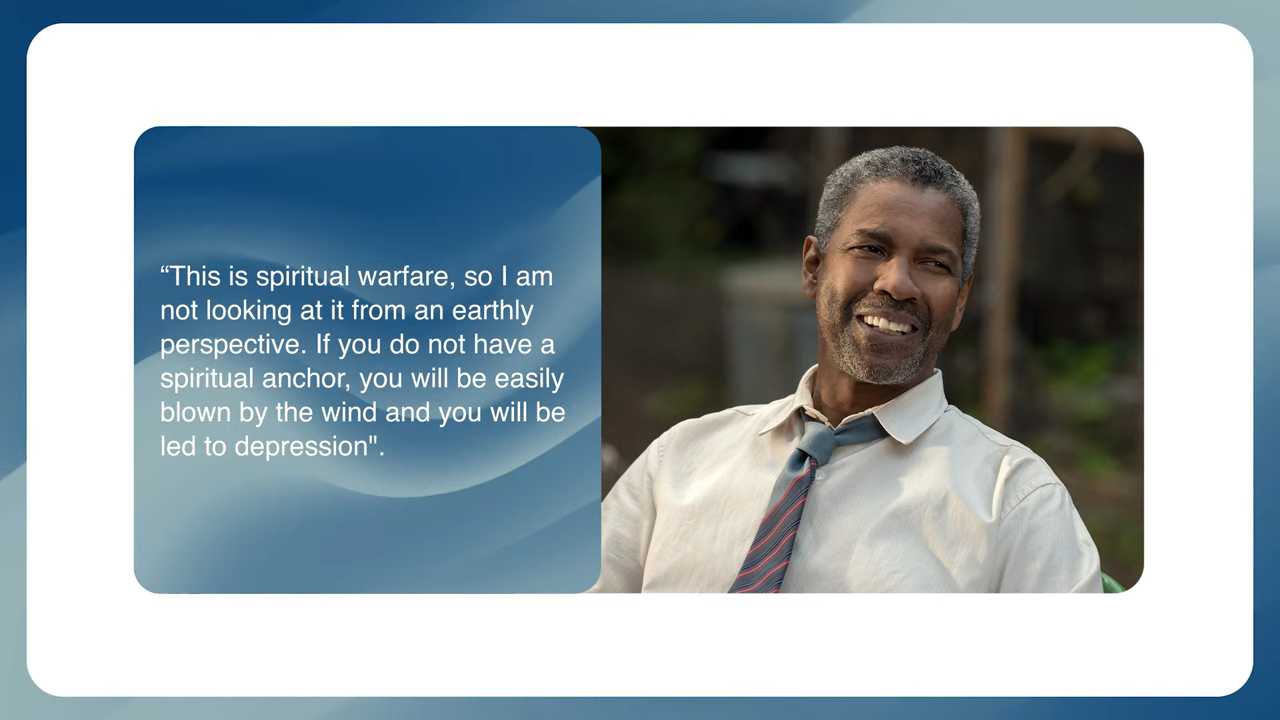 “This is spiritual warfare, so I am
not looking at it from an earthly
perspective. If you do not have a
spiritual anchor, you will be easily
blown by the wind and you will be
led to depression".